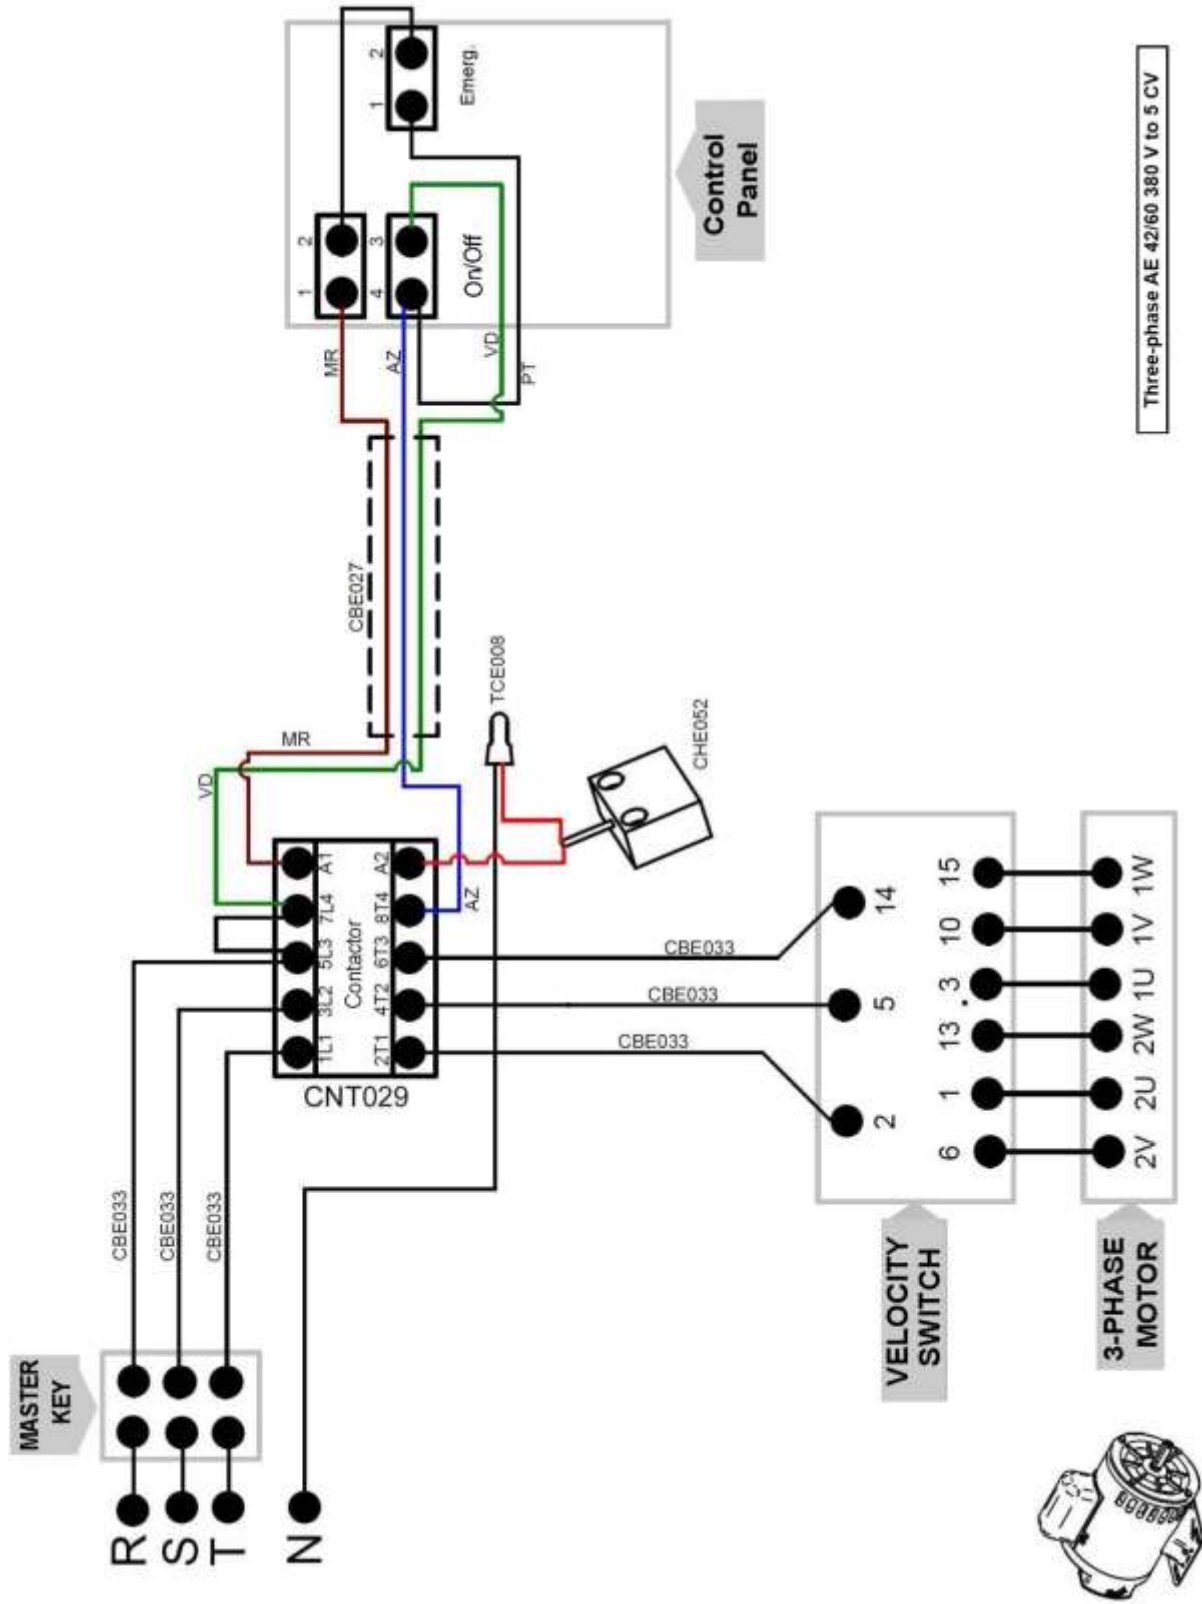 2
1
Emerg.
Control
Panel
2
1
3
4
On/Off
MR
AZ
VD
PT
Three-phase AE 42/60 380 V to 5 CV
CBE027
TCE008
MR
VD
CHE052
A1
A2
7L4
8T4
AZ
5L3
6T3
3L2
4T2
1L1
2T1
Contactor
CNT029
CBE033
CBE033
CBE033
CBE033
CBE033
CBE033
14
5
2
15
10
3
13
1
6
1W
1V
1U
2W
2U
2V
VELOCITY
SWITCH
3-PHASE
MOTOR
MASTER
KEY
R
S
T
N